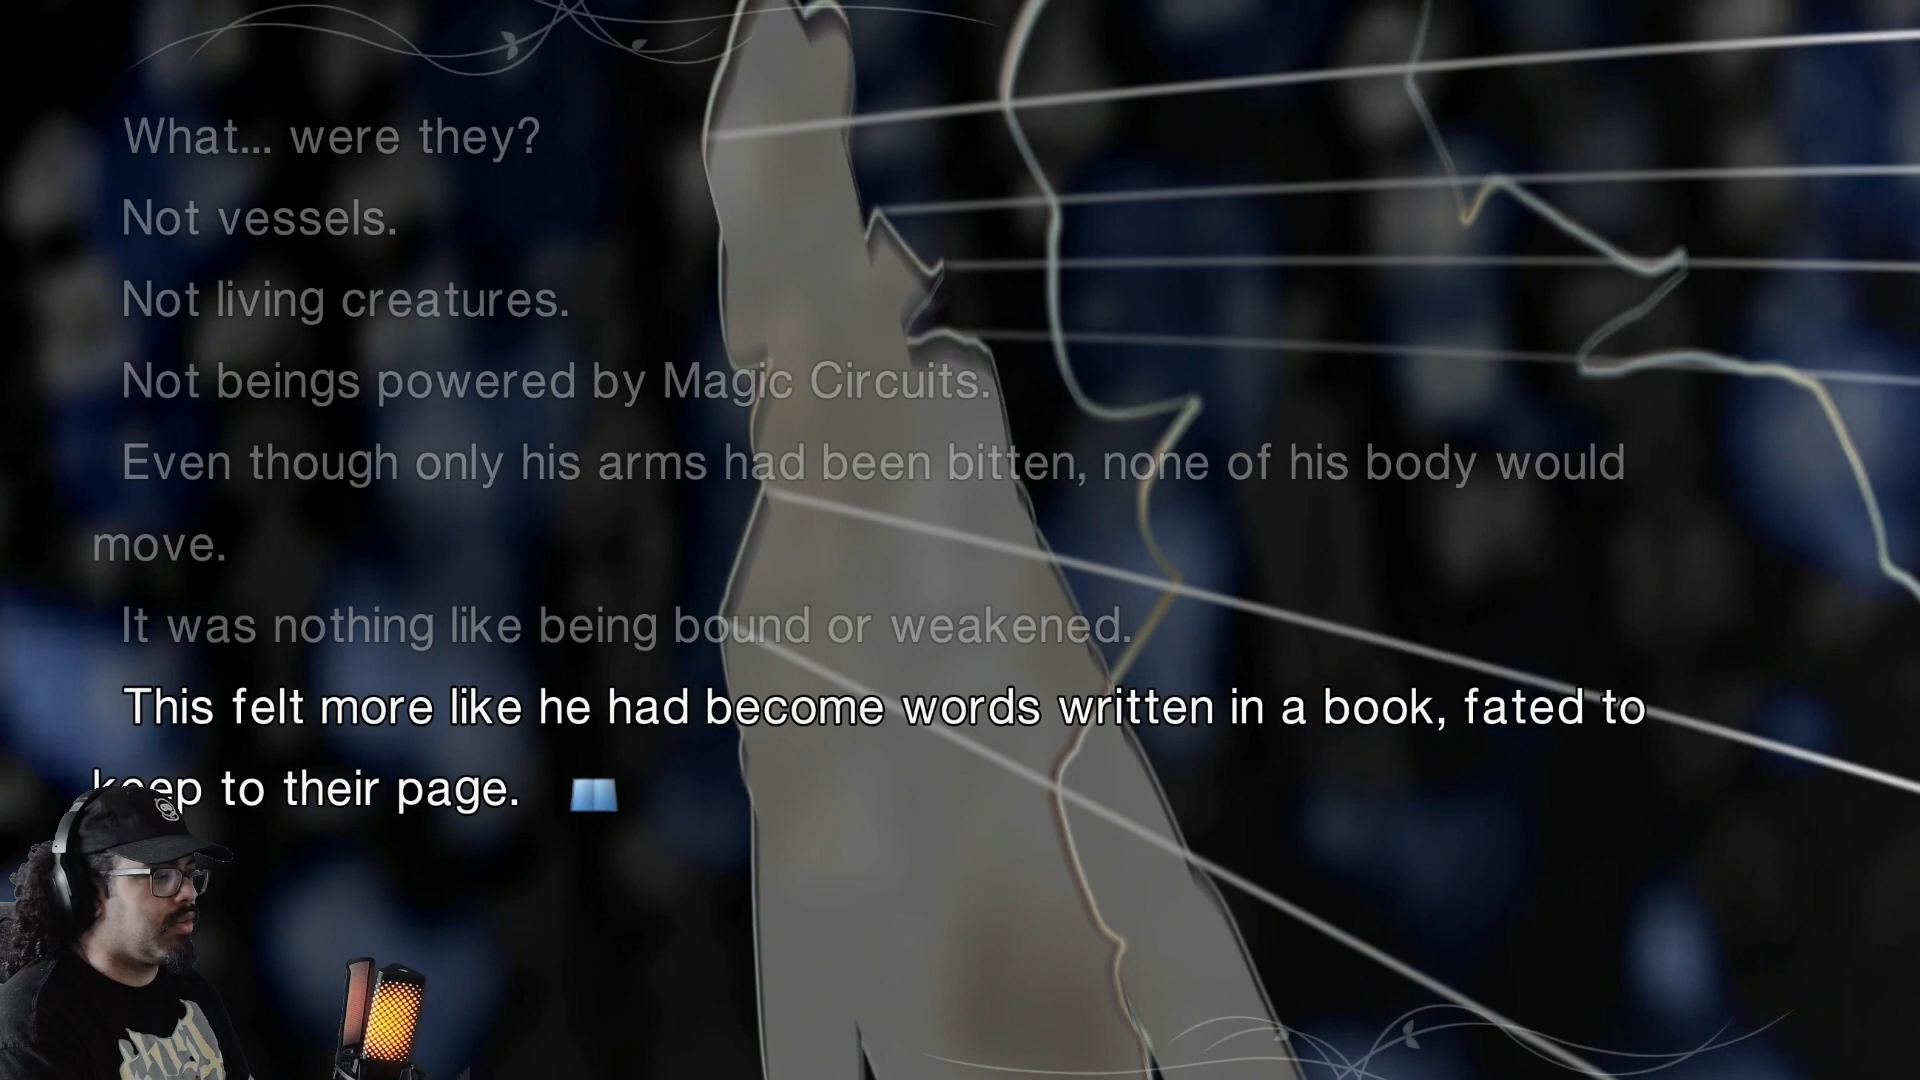 What... were they?
Not vessels.
Not living creatures.
Not beings powered by Magic Circuits.
Even though only his arms had been bitten, none of his body would
move.
It was nothing like being bound or weakened.
This felt more like he had become words written in a book, fated to
keep to their page.